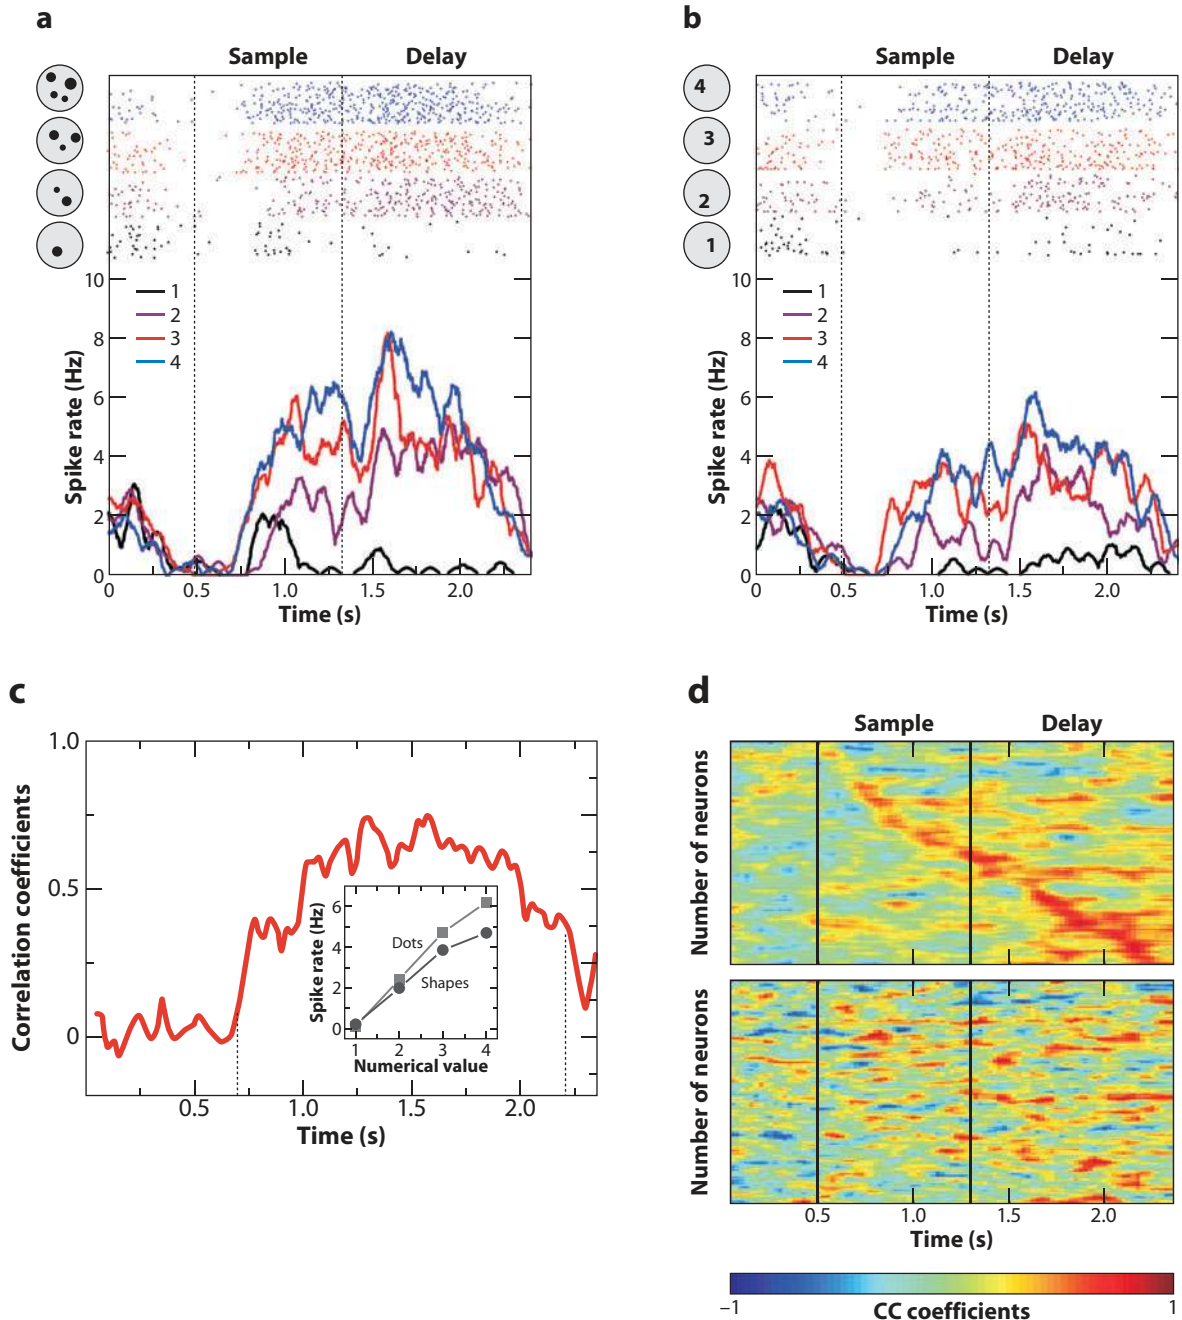 a
Sample Delay
10
8
6
4
2
0
Spike rate (Hz)
1
2
3
4
0 0.5 1.0 1.5 2.0
Time (s)
b
Sample Delay
4
3
2
1
10
8
6
4
2
0
Spike rate (Hz)
1
2
3
4
0 0.5 1.0 1.5 2.0
Time (s)
c
1.0
0.5
0
Correlation coefficients
0.5 1.0 1.5 2.0
Time (s)
6
4
2
0
Spike rate (Hz)
Dots
Shapes
1 2 3 4
Numerical value
d
Sample Delay
Number of neurons
Number of neurons
0.5 1.0 1.5 2.0
Time (s)
−1 1
CC coefficients